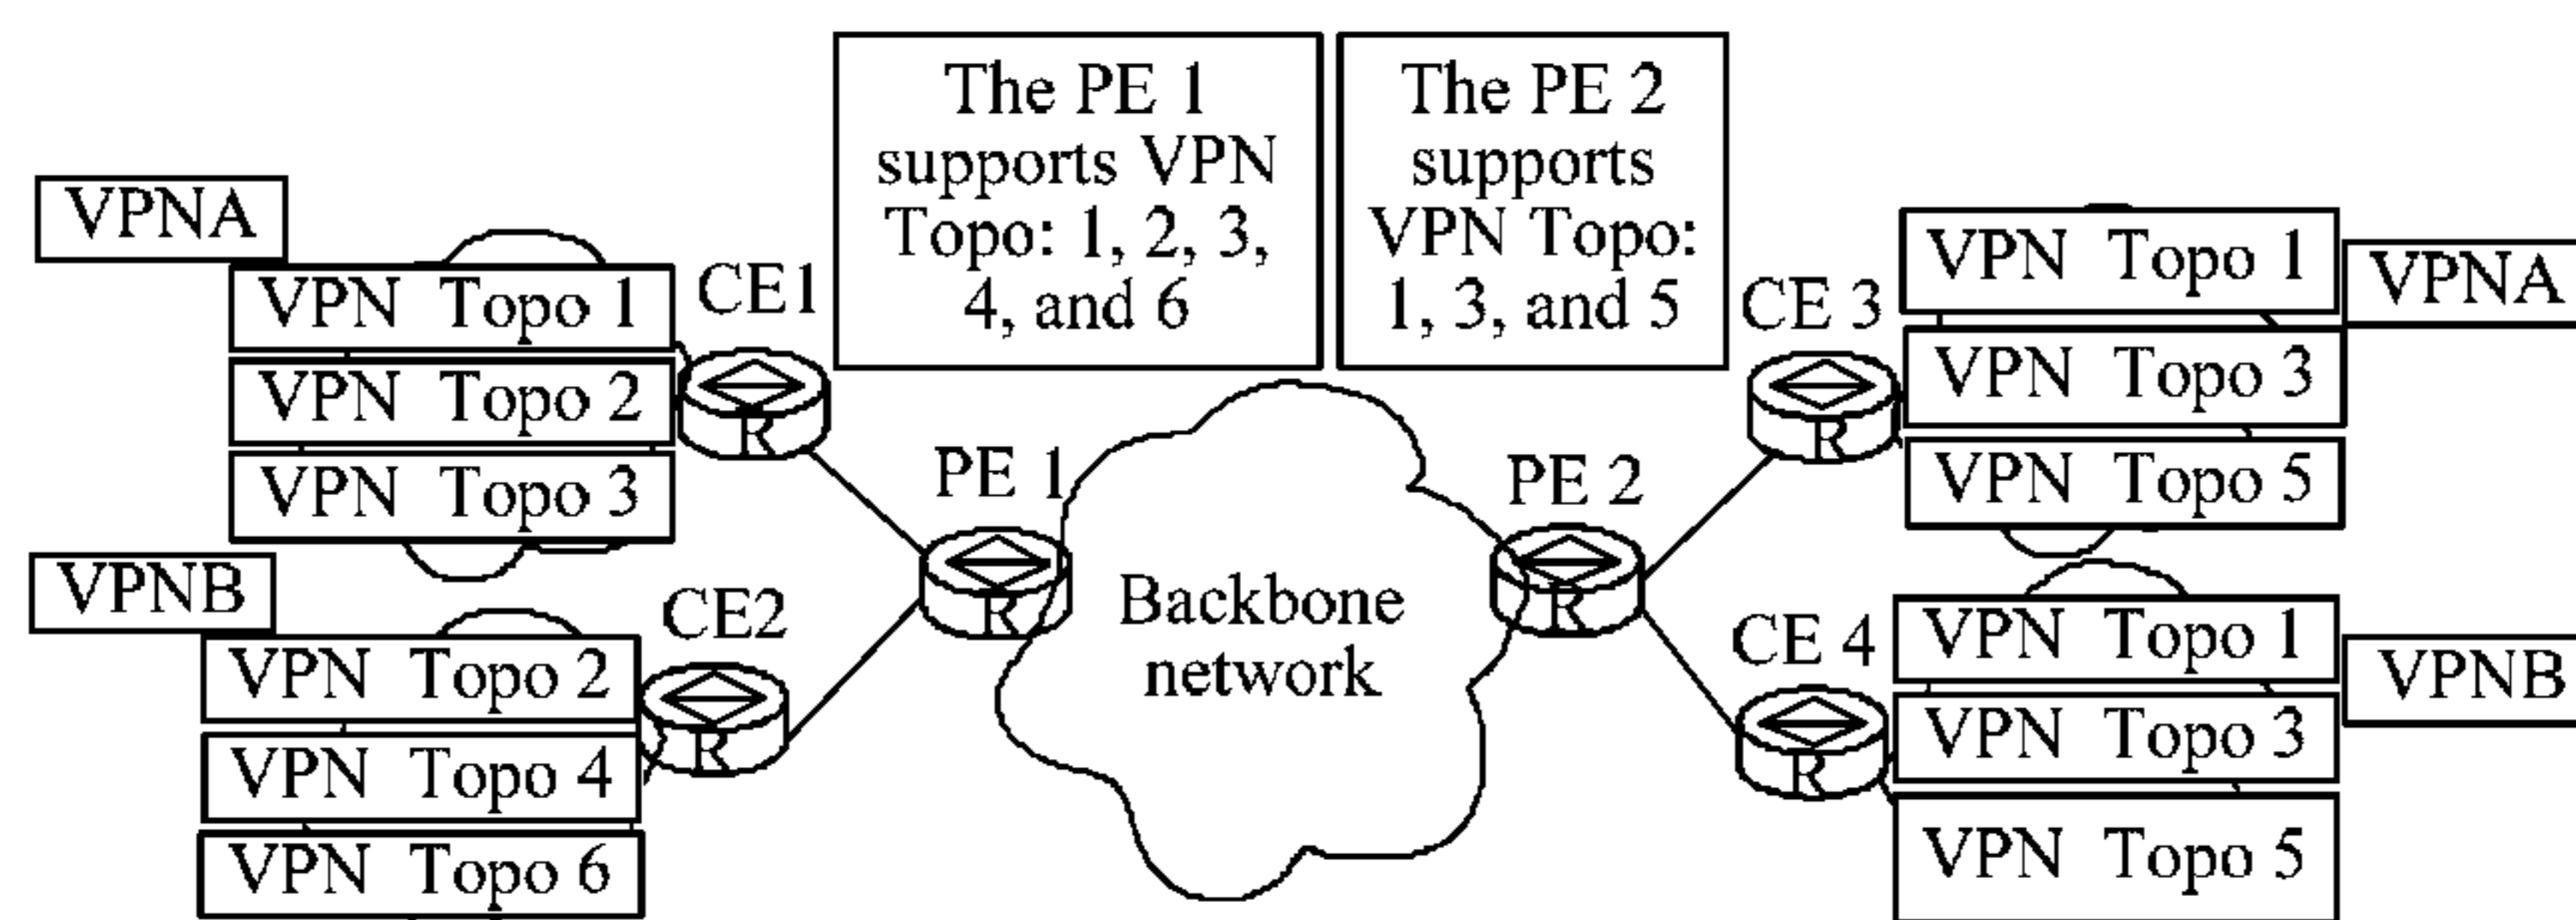 The PE 1
supports VPN
Topo: 1, 2, 3,
4, and 6
The PE 2
supports
VPN Topo:
1, 3, and 5
VPNA
VPN Topo 1
VPN Topo 2
VPN Topo 3
CE1
VPNB
VPN Topo 2
VPN Topo 4
VPN Topo 6
CE2
PE 1
R
R
R
Backbone
network
PE 2
R
CE 3
R
VPN Topo 1
VPN Topo 3
VPN Topo 5
VPNA
CE 4
R
VPN Topo 1
VPN Topo 3
VPN Topo 5
VPNB